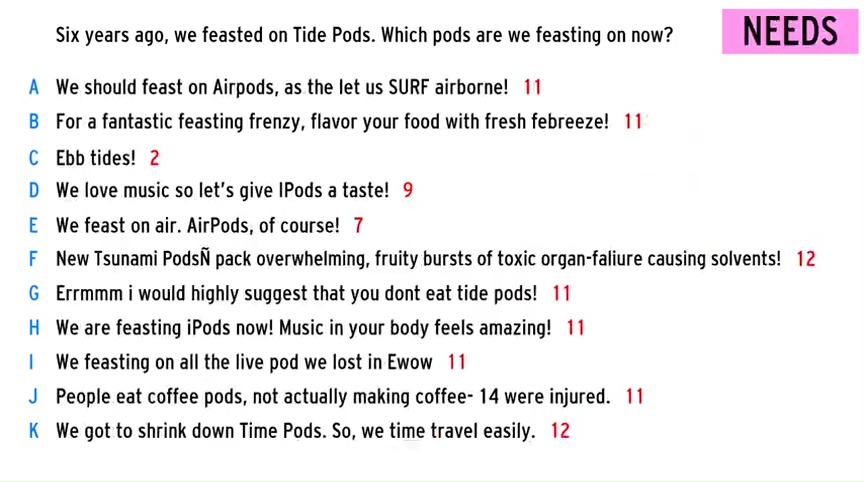 Six years ago, we feasted on Tide Pods. Which pods are we feasting on now?
NEEDS
A We should feast on Airpods, as the let us SURF airborne! 11
B For a fantastic feasting frenzy, flavor your food with fresh febreeze! 11
C Ebb tides! 2
D We love music so let's give IPods a taste! 9
E We feast on air. AirPods, of course! 7
F New Tsunami PodsÑ pack overwhelming, fruity bursts of toxic organ-faliure causing solvents! 12
G Errmmm i would highly suggest that you dont eat tide pods! 11
H We are feasting iPods now! Music in your body feels amazing! 11
I We feasting on all the live pod we lost in Ewow 11
J People eat coffee pods, not actually making coffee- 14 were injured. 11
K We got to shrink down Time Pods. So, we time travel easily. 12